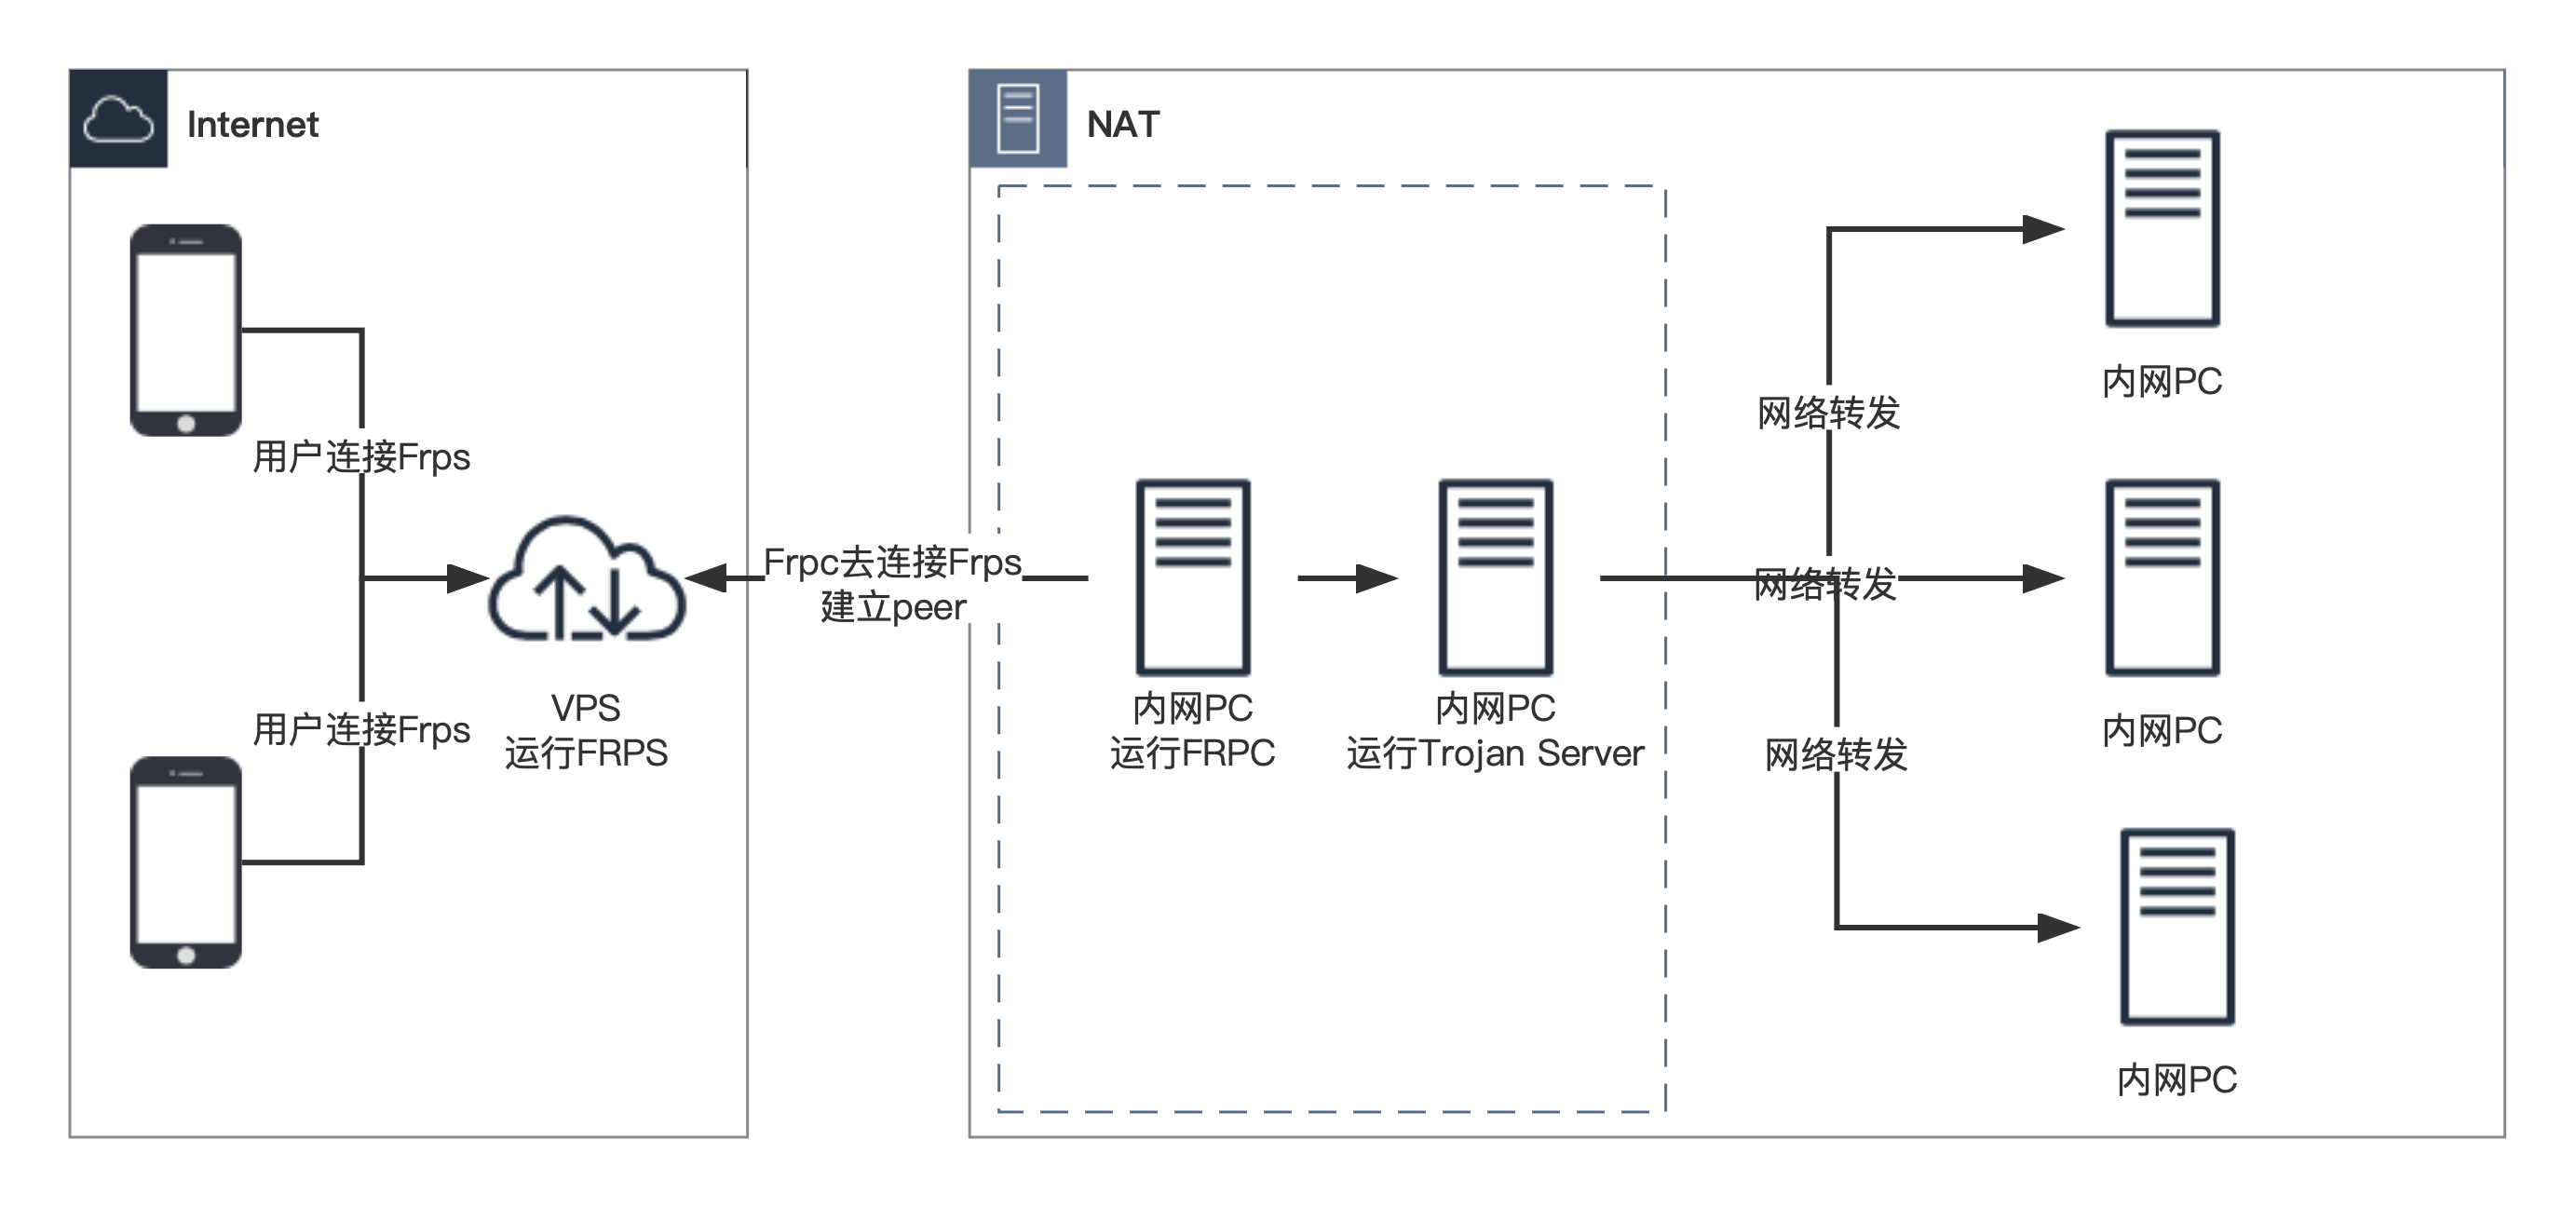 Internet
用户连接Frps
用户连接Frps
VPS
运行FRPS
Frpc去连接Frps
建立peer
NAT
内网PC
运行FRPC
内网PC
运行Trojan Server
网络转发
网络转发
网络转发
内网PC
内网PC
内网PC